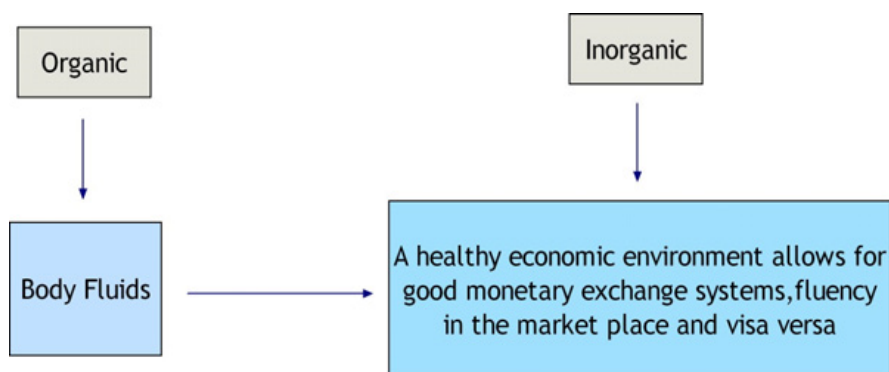 Organic
Inorganic
Body Fluids
A healthy economic environment allows for
good monetary exchange systems,fluency
in the market place and visa versa